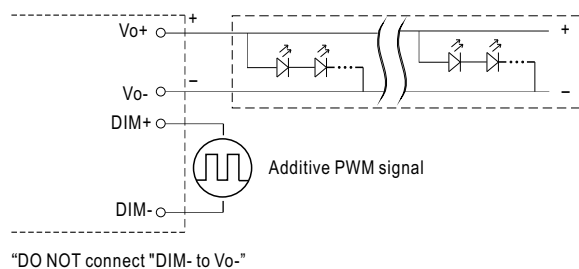 +
Vo+
+
−
Vo-
−
DIM+
Additive PWM signal
DIM-
“DO NOT connect "DIM- to Vo-”